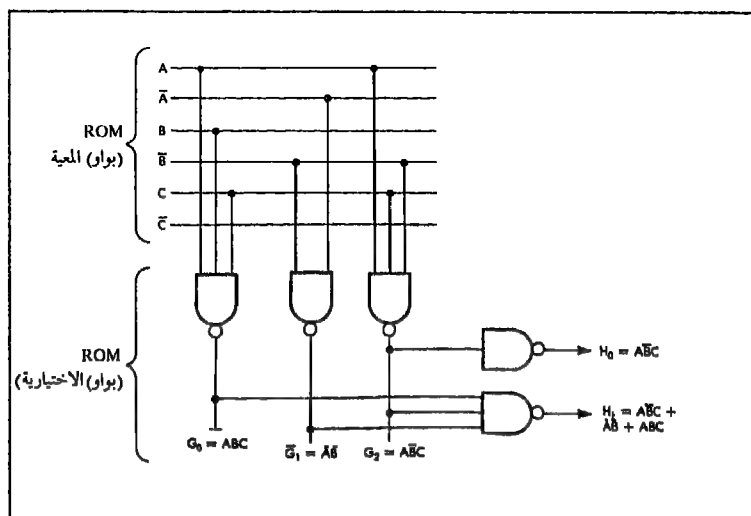 A
Ā
B
ROM
(بواو) المعية
B̄
C
C̄
ROM
(بواو) الاختيارية)
H₀ = AB̄C
H₁ = AB̄C +
ĀB̄ + ABC
G₀ = ABC
Ḡ₁ = ĀB̄
G₂ = AB̄C